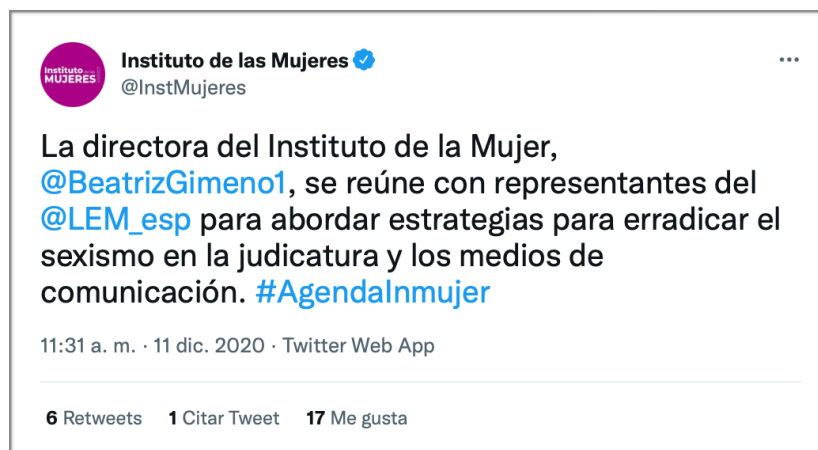 Instituto de las Mujeres
@InstMujeres
Instituto
MUJERES
La directora del Instituto de la Mujer,
@BeatrizGimeno1, se reúne con representantes del
@LEM_esp para abordar estrategias para erradicar el
sexismo en la judicatura y los medios de
comunicación. #AgendaInmujer
11:31 a. m. · 11 dic. 2020 · Twitter Web App
6 Retweets 1 Citar Tweet 17 Me gusta